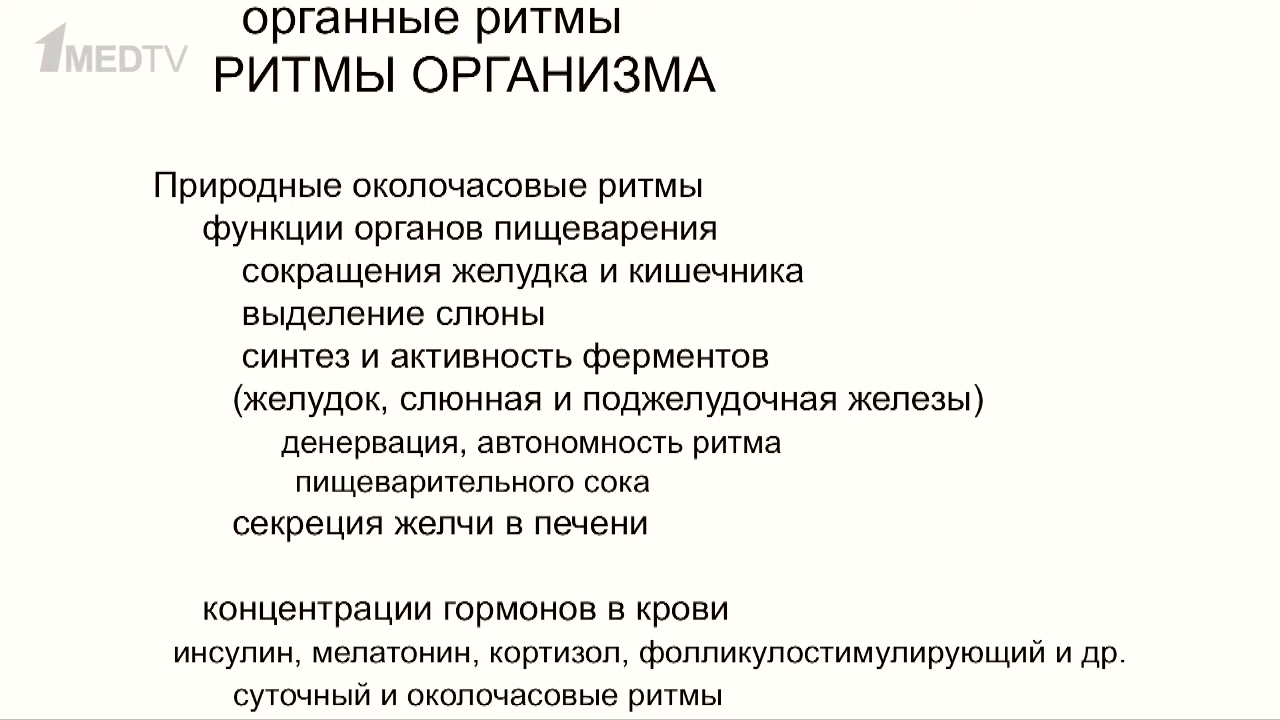 органные ритмы
1MEDTV
РИТМЫ ОРГАНИЗМА
Природные околочасовые ритмы
функции органов пищеварения
сокращения желудка и кишечника
выделение слюны
синтез и активность ферментов
(желудок, слюнная и поджелудочная железы)
денервация, автономность ритма
пищеварительного сока
секреция желчи в печени
концентрации гормонов в крови
инсулин, мелатонин, кортизол, фолликулостимулирующий и др.
суточный и околочасовые ритмы